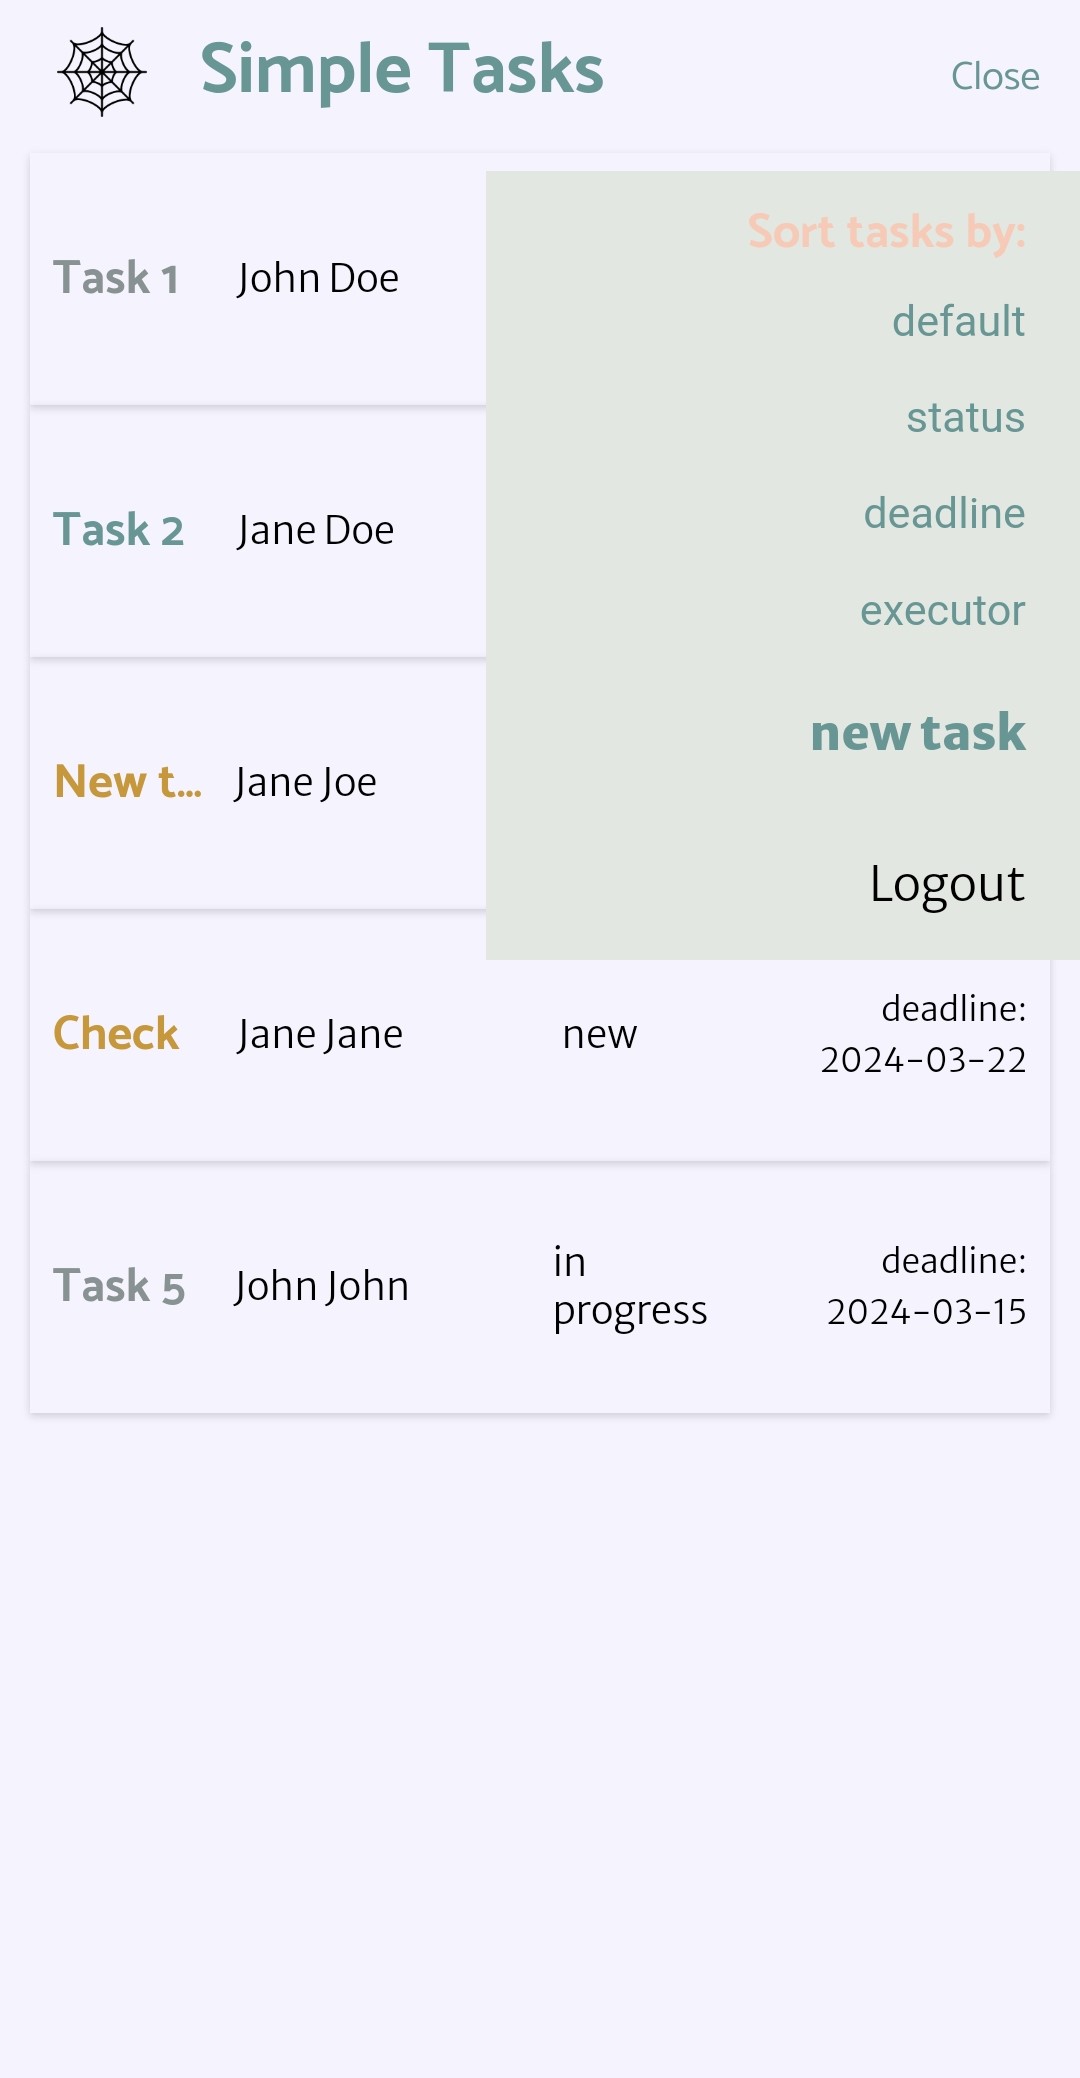 Simple Tasks
Close
Sort tasks by:
default
status
deadline
executor
new task
Logout
Task 1 John Doe
Task 2 Jane Doe
New t... Jane Joe
Check Jane Jane new deadline:
2024-03-22
Task 5 John John in
progress deadline:
2024-03-15